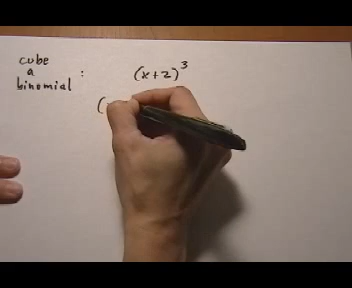 cube
a
binomial :
(x+2)³
(